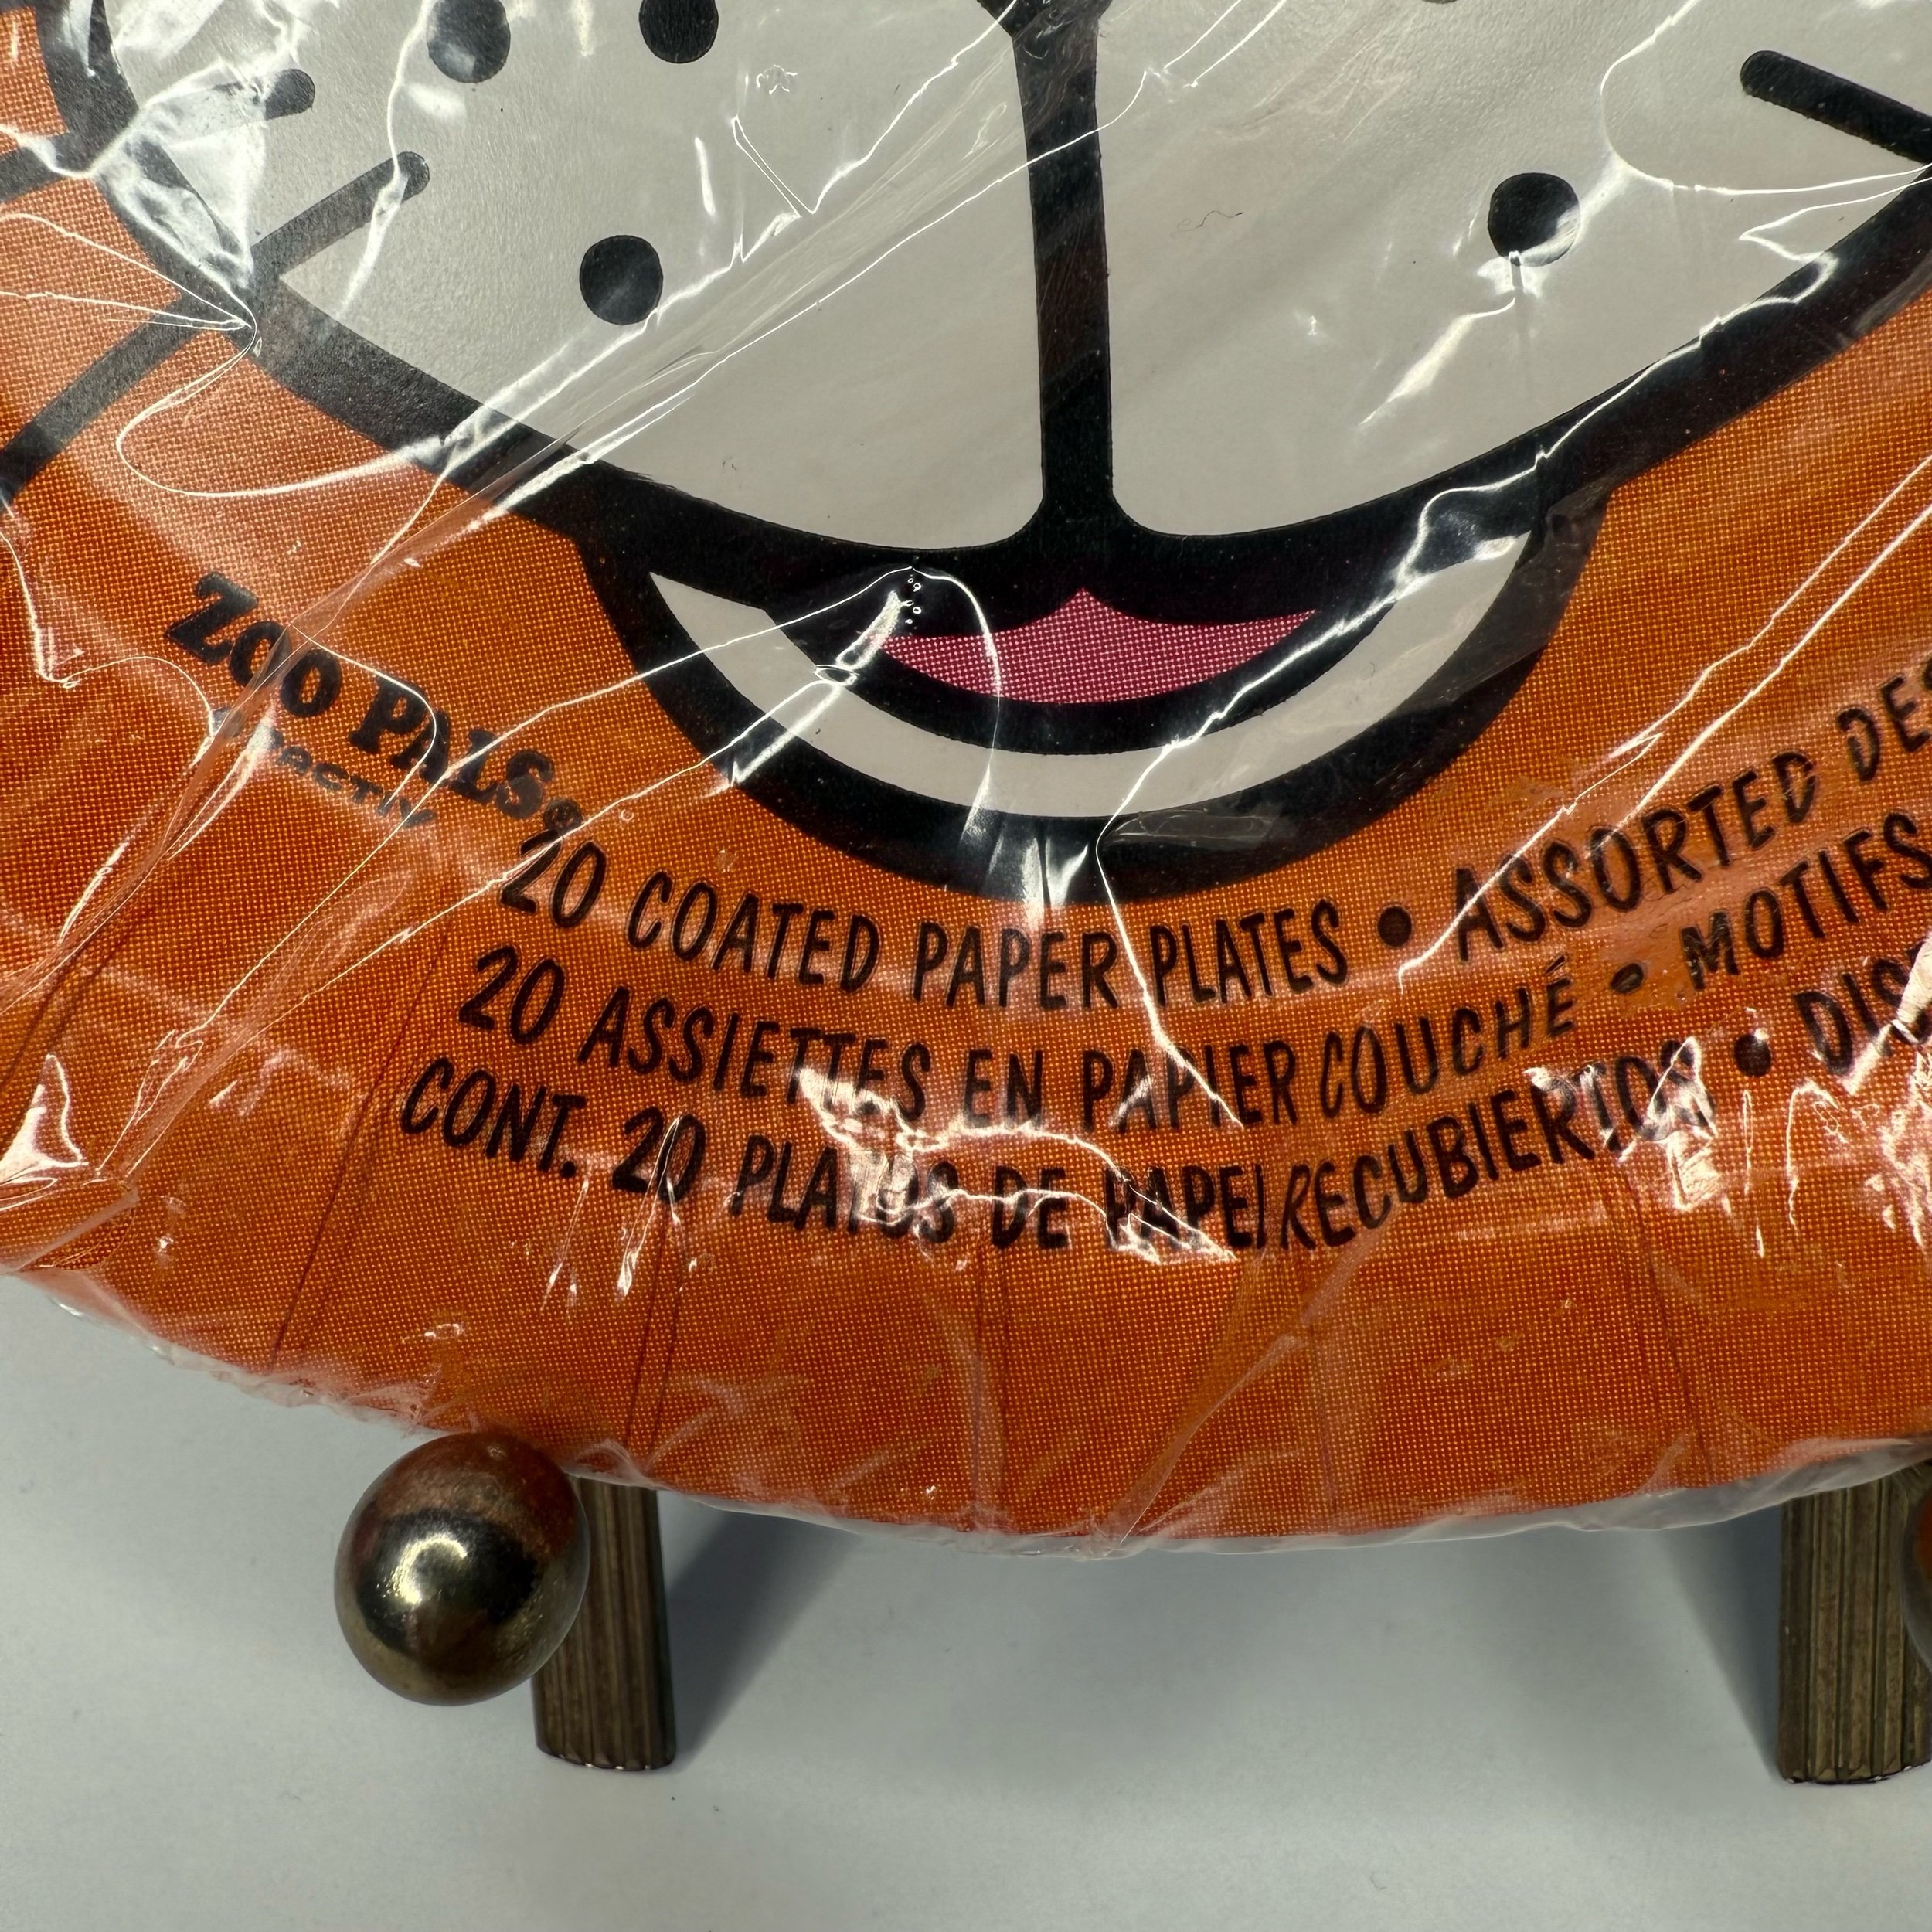 ZOO PALS®
20 COATED PAPER PLATES • ASSORTED DES
20 ASSIETTES EN PAPIER COUCHÉ • MOTIFS
CONT. 20 PLATOS DE PAPEL RECUBIERTOS • DIS